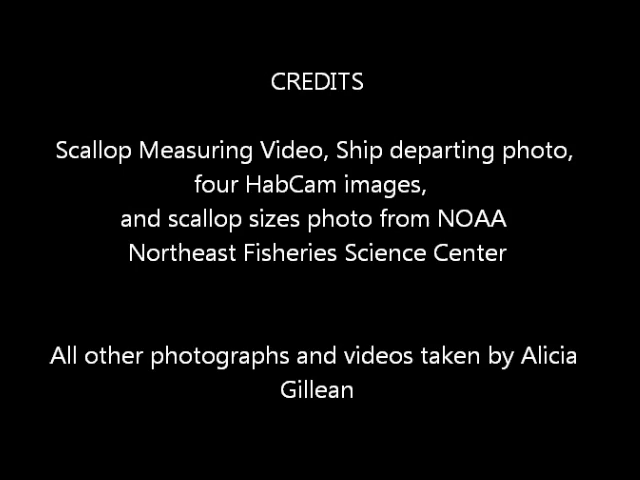 CREDITS
Scallop Measuring Video, Ship departing photo,
four HabCam images,
and scallop sizes photo from NOAA
Northeast Fisheries Science Center
All other photographs and videos taken by Alicia
Gillean